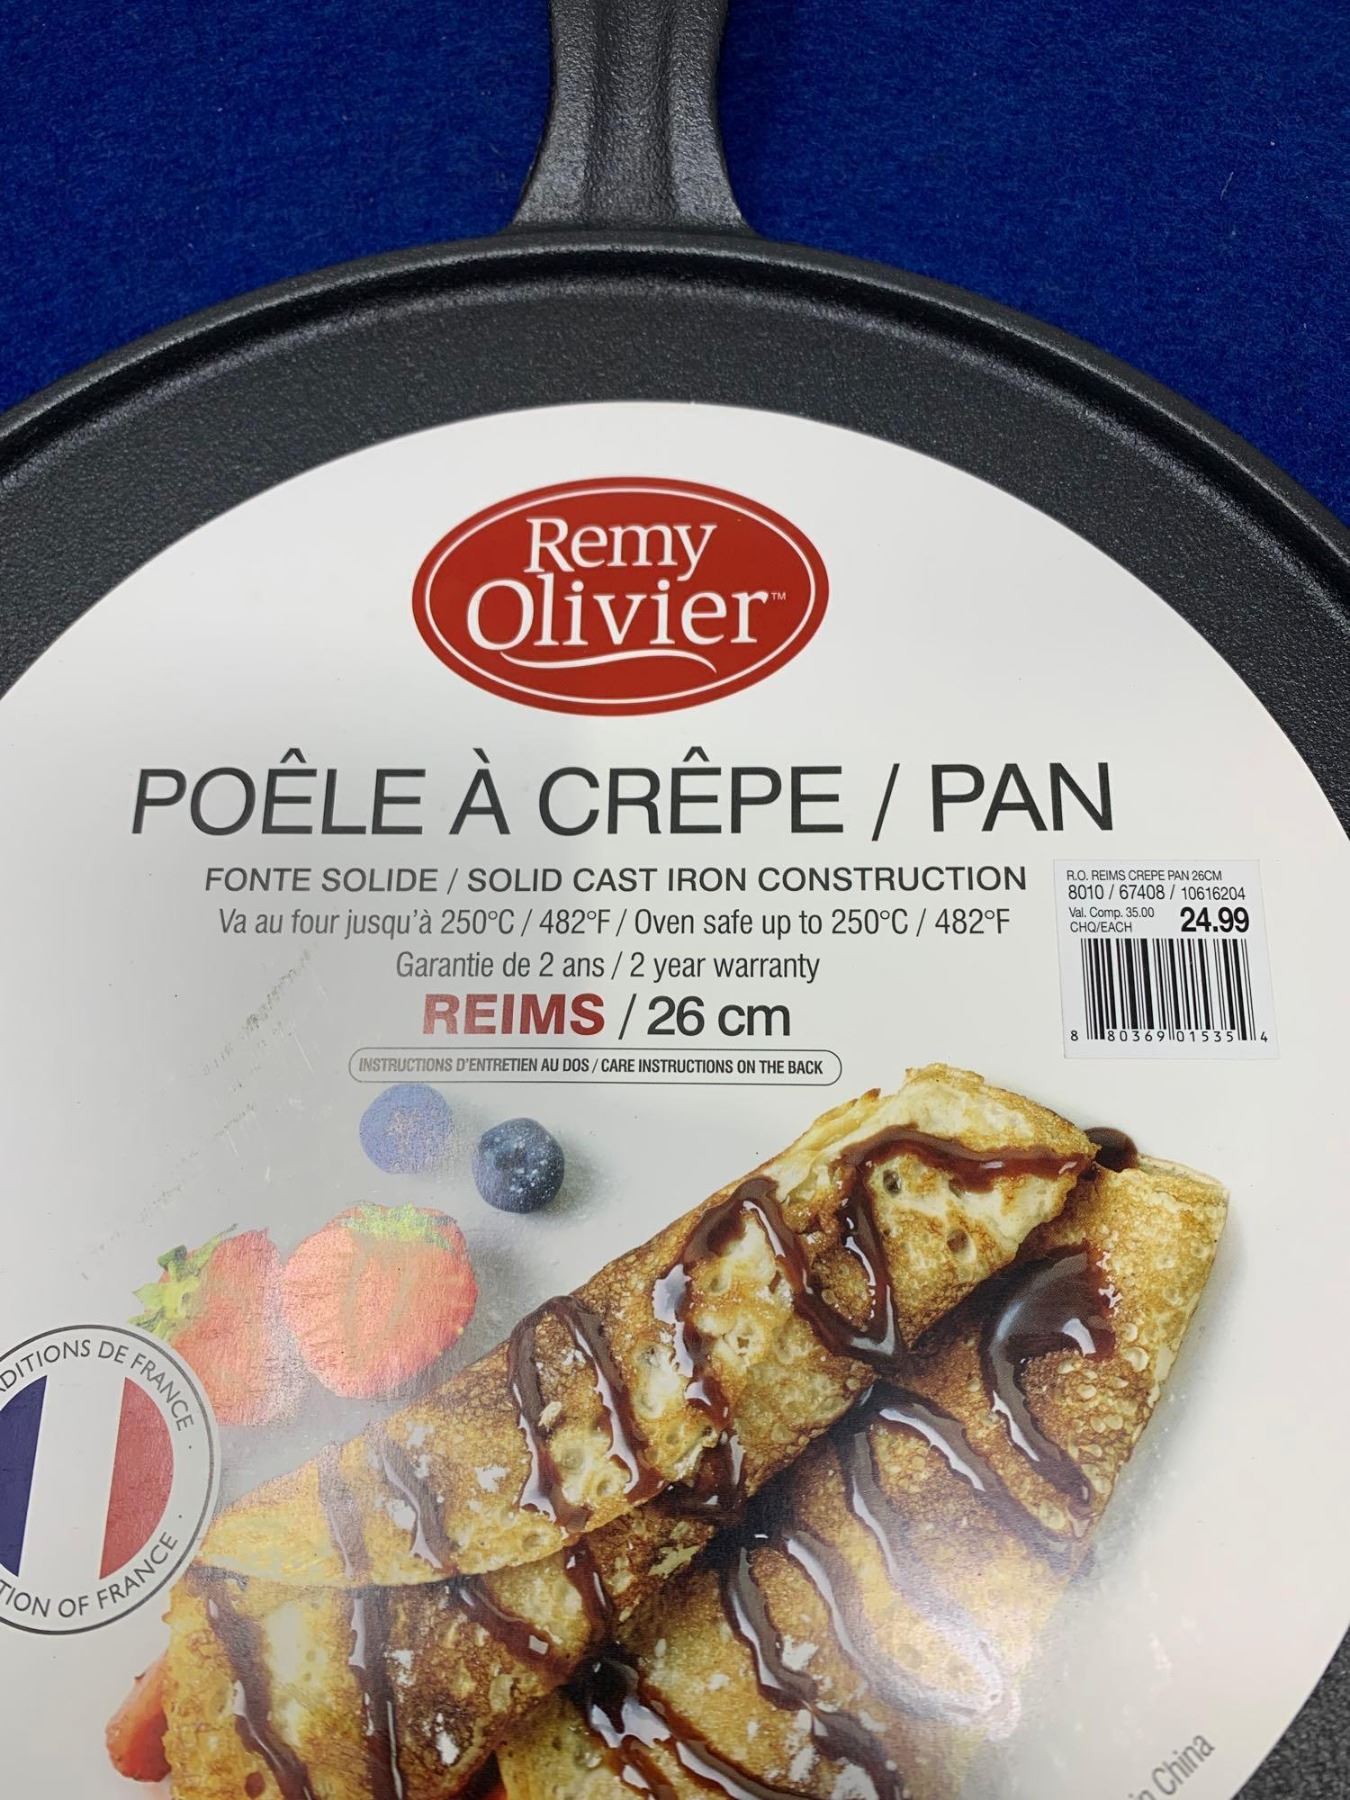 Remy
Olivier™
POÊLE À CRÊPE / PAN
FONTE SOLIDE / SOLID CAST IRON CONSTRUCTION
Va au four jusqu'à 250°C / 482°F / Oven safe up to 250°C / 482°F
Garantie de 2 ans / 2 year warranty
REIMS / 26 cm
INSTRUCTIONS D'ENTRETIEN AU DOS / CARE INSTRUCTIONS ON THE BACK
R.O. REIMS CREPE PAN 26CM
8010 / 67408 / 10616204
Val. Comp. 35.00
CHQ/EACH
24.99
8 80369 01535 4
DITIONS DE FRANCE ·
TION OF FRANCE ·
in China